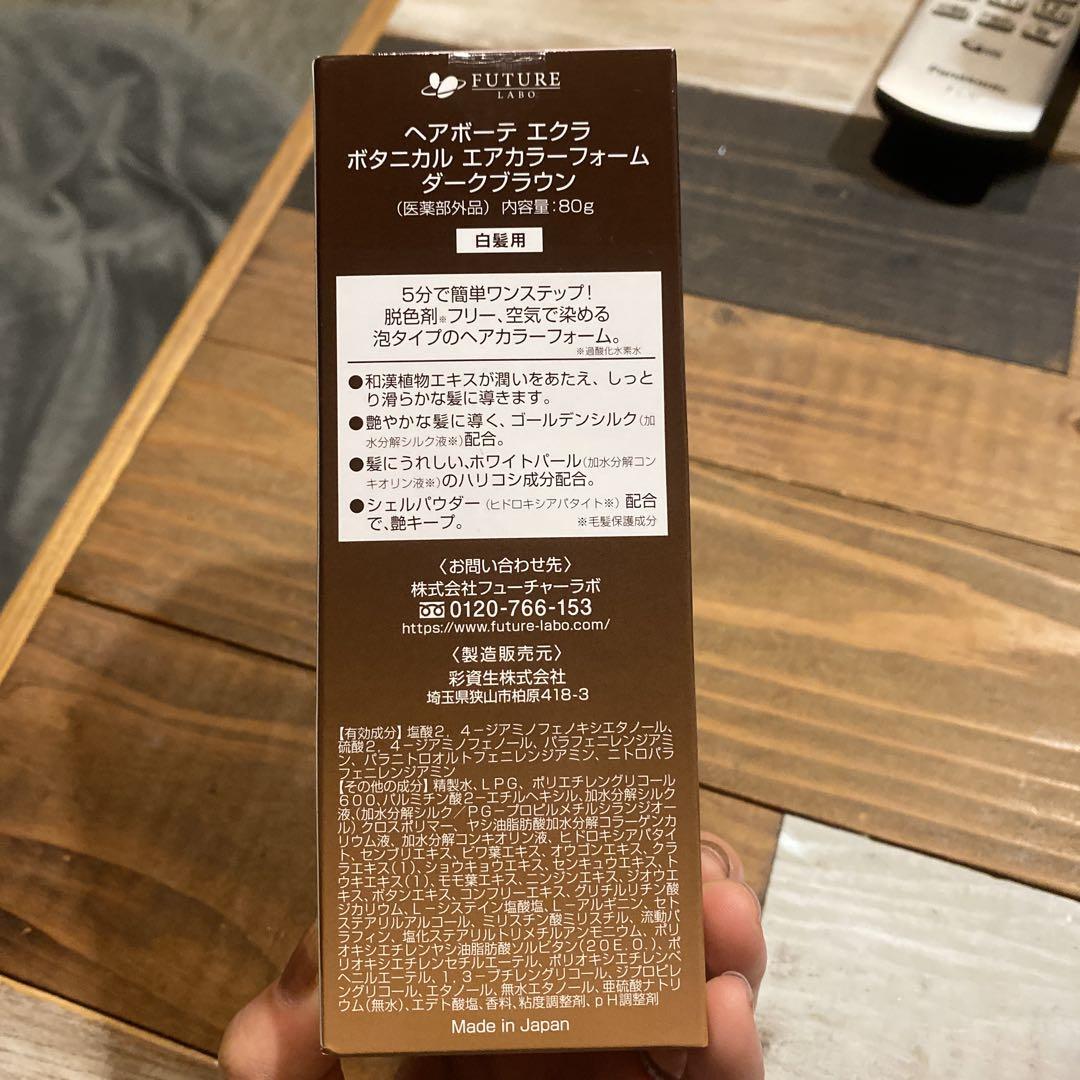 FUTURE
LABO
ヘアボーテ エクラ
ボタニカル エアカラーフォーム
ダークブラウン
(医薬部外品) 内容量:80g
白髪用
5分で簡単ワンステップ!
脱色剤※フリー、空気で染める
泡タイプのヘアカラーフォーム。
※過酸化水素水
●和漢植物エキスが潤いをあたえ、しっと
り滑らかな髪に導きます。
●艶やかな髪に導く、ゴールデンシルク(加
水分解シルク液※)配合。
●髪にうれしい、ホワイトパール(加水分解コン
キオリン液※)のハリコシ成分配合。
●シェルパウダー(ヒドロキシアパタイト※)配合
で、艶キープ。 ※毛髪保護成分
〈お問い合わせ先〉
株式会社フューチャーラボ
0120-766-153
https://www.future-labo.com/
〈製造販売元〉
彩資生株式会社
埼玉県狭山市柏原418-3
【有効成分】塩酸2、4-ジアミノフェノキシエタノール、
硫酸2、4-ジアミノフェノール、パラフェニレンジアミ
ン、パラニトロオルトフェニレンジアミン、ニトロパラ
フェニレンジアミン
【その他の成分】精製水、LPG、ポリエチレングリコール
600、パルミチン酸2-エチルヘキシル、加水分解シルク
液、(加水分解シルク/PG-プロピルメチルシランジオー
ル)クロスポリマー、ヤシ油脂肪酸加水分解コラーゲンカ
リウム液、加水分解コンキオリン液、ヒドロキシアパタイ
ト、センブリエキス、ビワ葉エキス、オウゴンエキス、クララ
エキス(1)、ショウキョウエキス、センキュウエキス、ト
ウキエキス(1)、モモ葉エキス、ニンジンエキス、ジオウエ
キス、ボタンエキス、コンフリーエキス、グリチルリチン酸
ジカリウム、L-システイン塩酸塩、L-アルギニン、セト
ステアリルアルコール、ミリスチン酸ミリスチル、流動パ
ラフィン、塩化ステアリルトリメチルアンモニウム、ポリ
オキシエチレンヤシ油脂肪酸ソルビタン(20E.O.)、ポ
リオキシエチレンセチルエーテル、ポリオキシエチレンベ
ヘニルエーテル、1,3-ブチレングリコール、ジプロピレ
ングリコール、エタノール、無水エタノール、亜硫酸ナトリ
ウム(無水)、エデト酸塩、香料、粘度調整剤、pH調整剤
Made in Japan
Panasonic